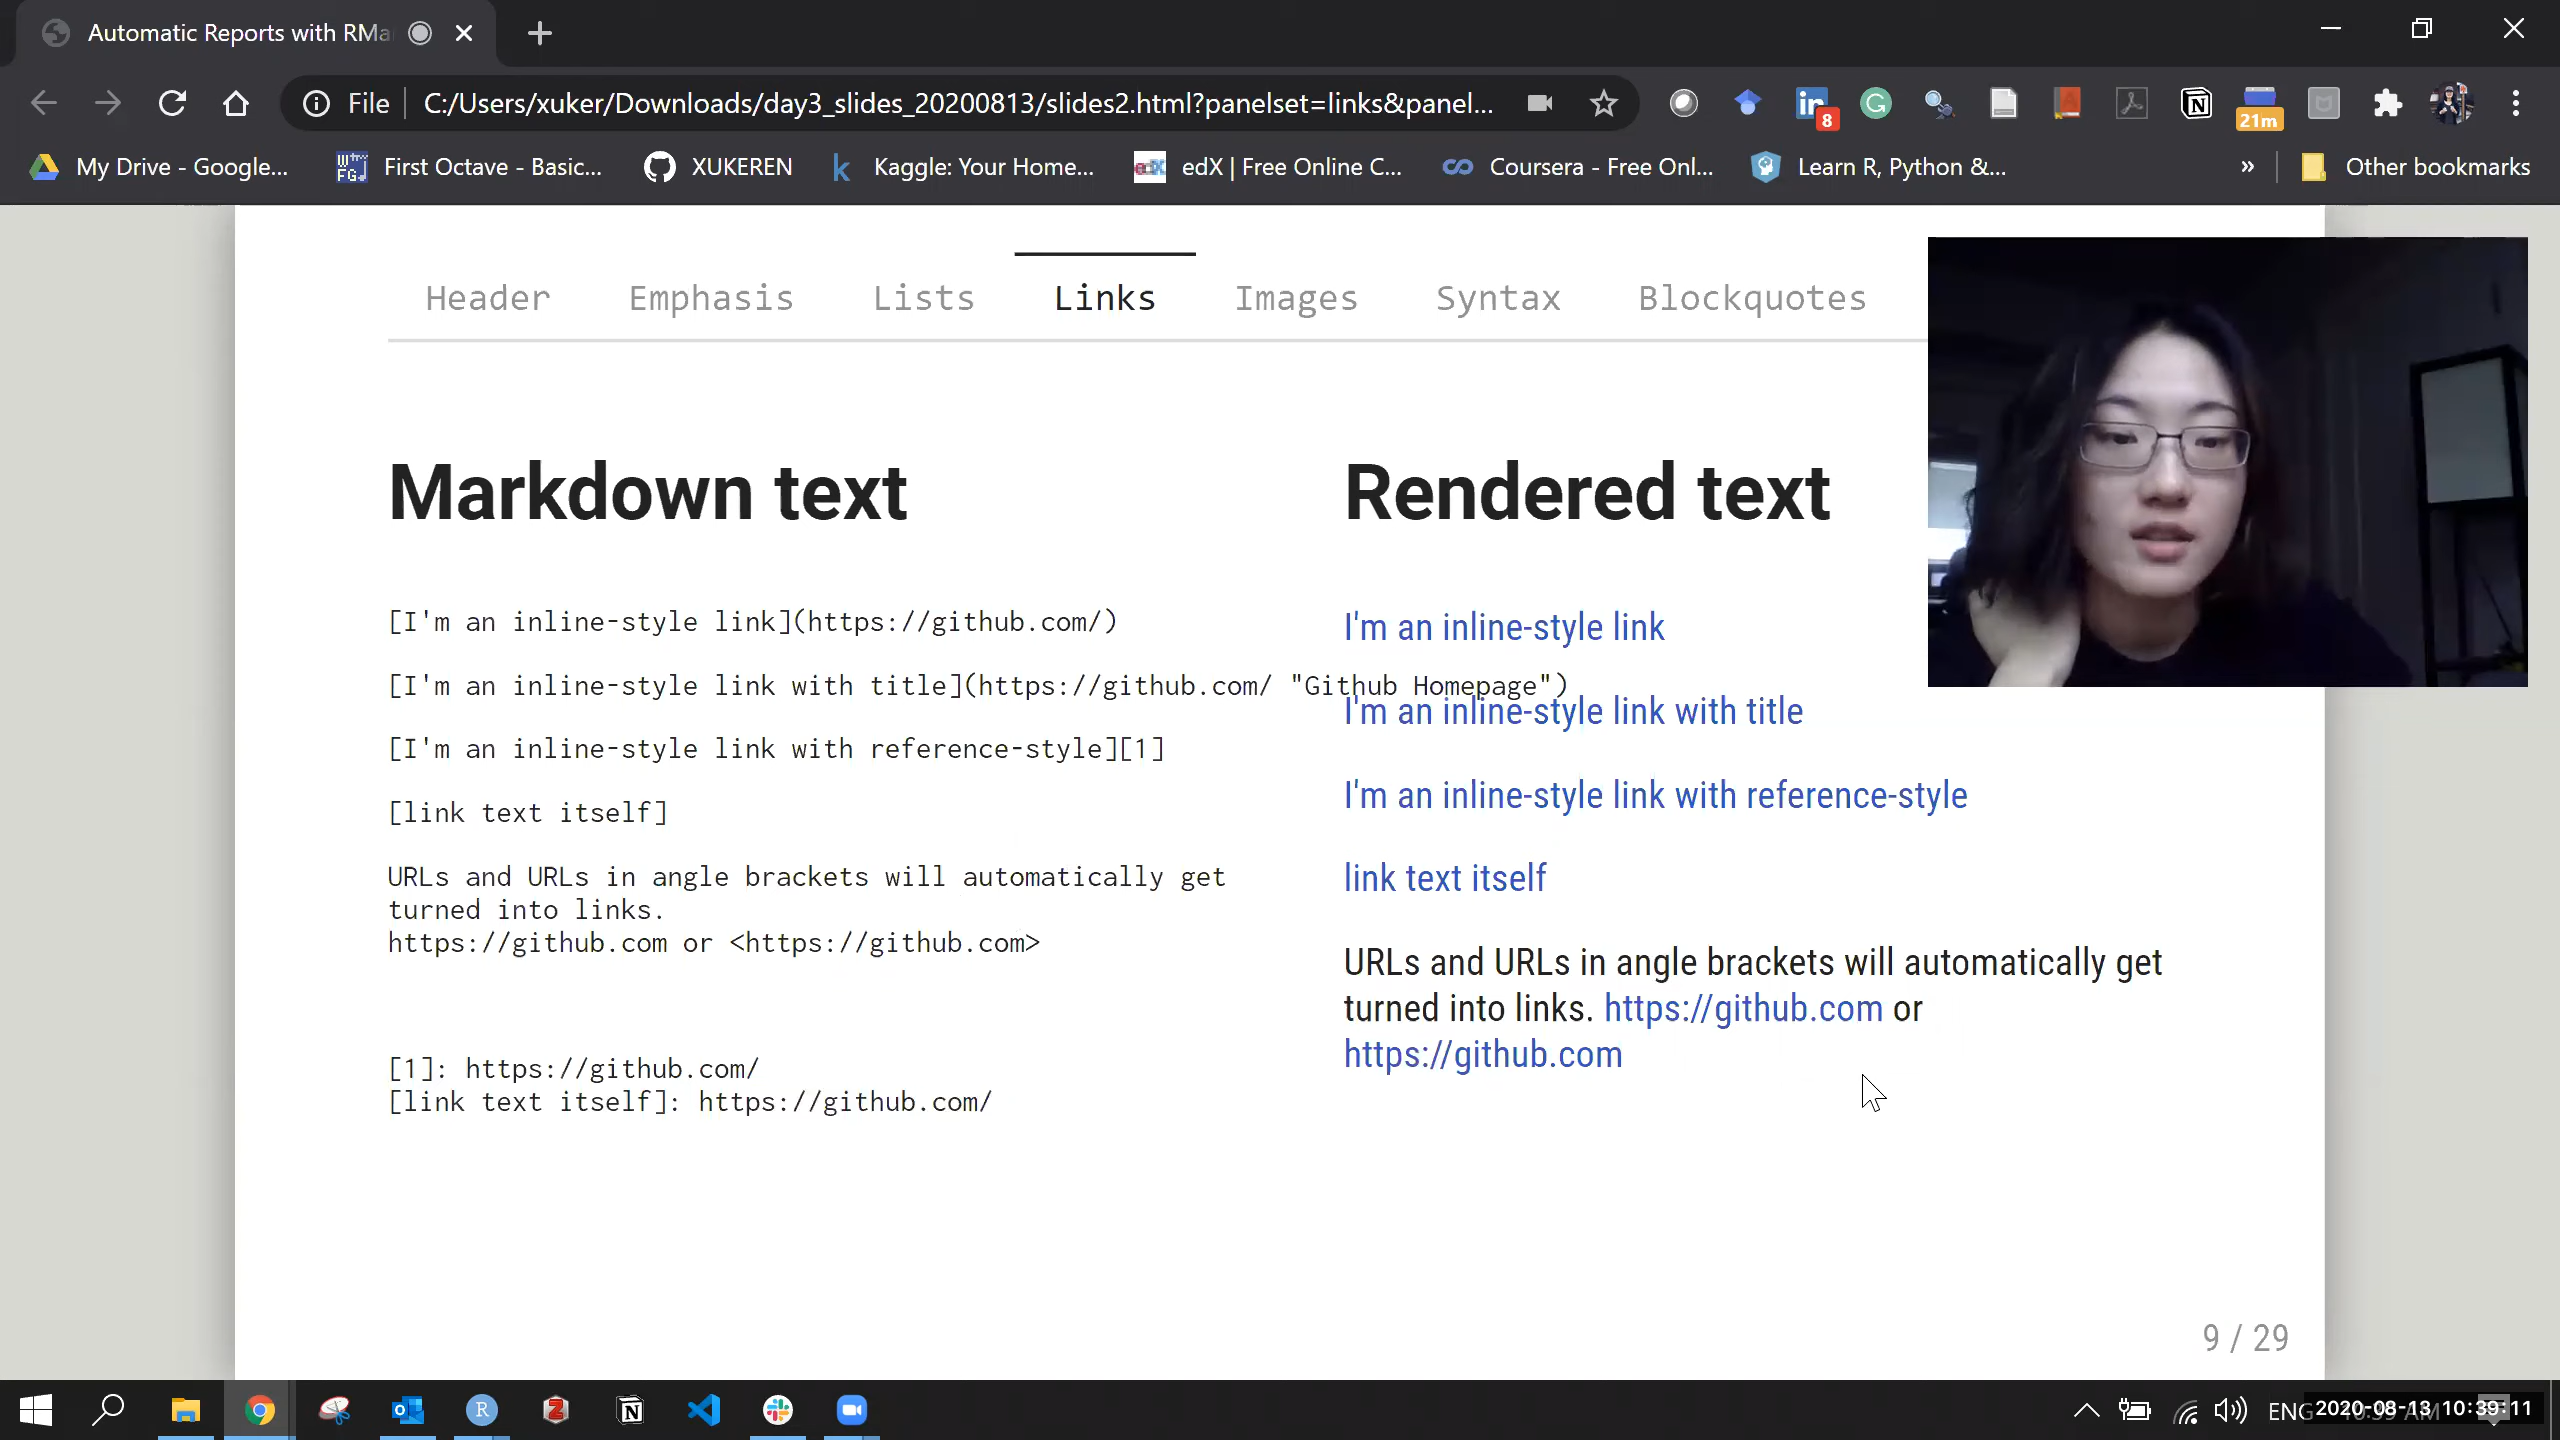 Automatic Reports with RMa
File
C:/Users/xuker/Downloads/day3_slides_20200813/slides2.html?panelset=links&panel...
8
21m
My Drive - Google...
First Octave - Basic...
XUKEREN
Kaggle: Your Home...
edX | Free Online C...
Coursera - Free Onl...
Learn R, Python &...
»
Other bookmarks
Header
Emphasis
Lists
Links
Images
Syntax
Blockquotes
Markdown text
[I'm an inline-style link](https://github.com/)
[I'm an inline-style link with title](https://github.com/ "Github Homepage")
[I'm an inline-style link with reference-style][1]
[link text itself]
URLs and URLs in angle brackets will automatically get
turned into links.
https://github.com or <https://github.com>
[1]: https://github.com/
[link text itself]: https://github.com/
Rendered text
I'm an inline-style link
I'm an inline-style link with title
I'm an inline-style link with reference-style
link text itself
URLs and URLs in angle brackets will automatically get
turned into links. https://github.com or
https://github.com
9 / 29
ENG
2020-08-13 10:39:11